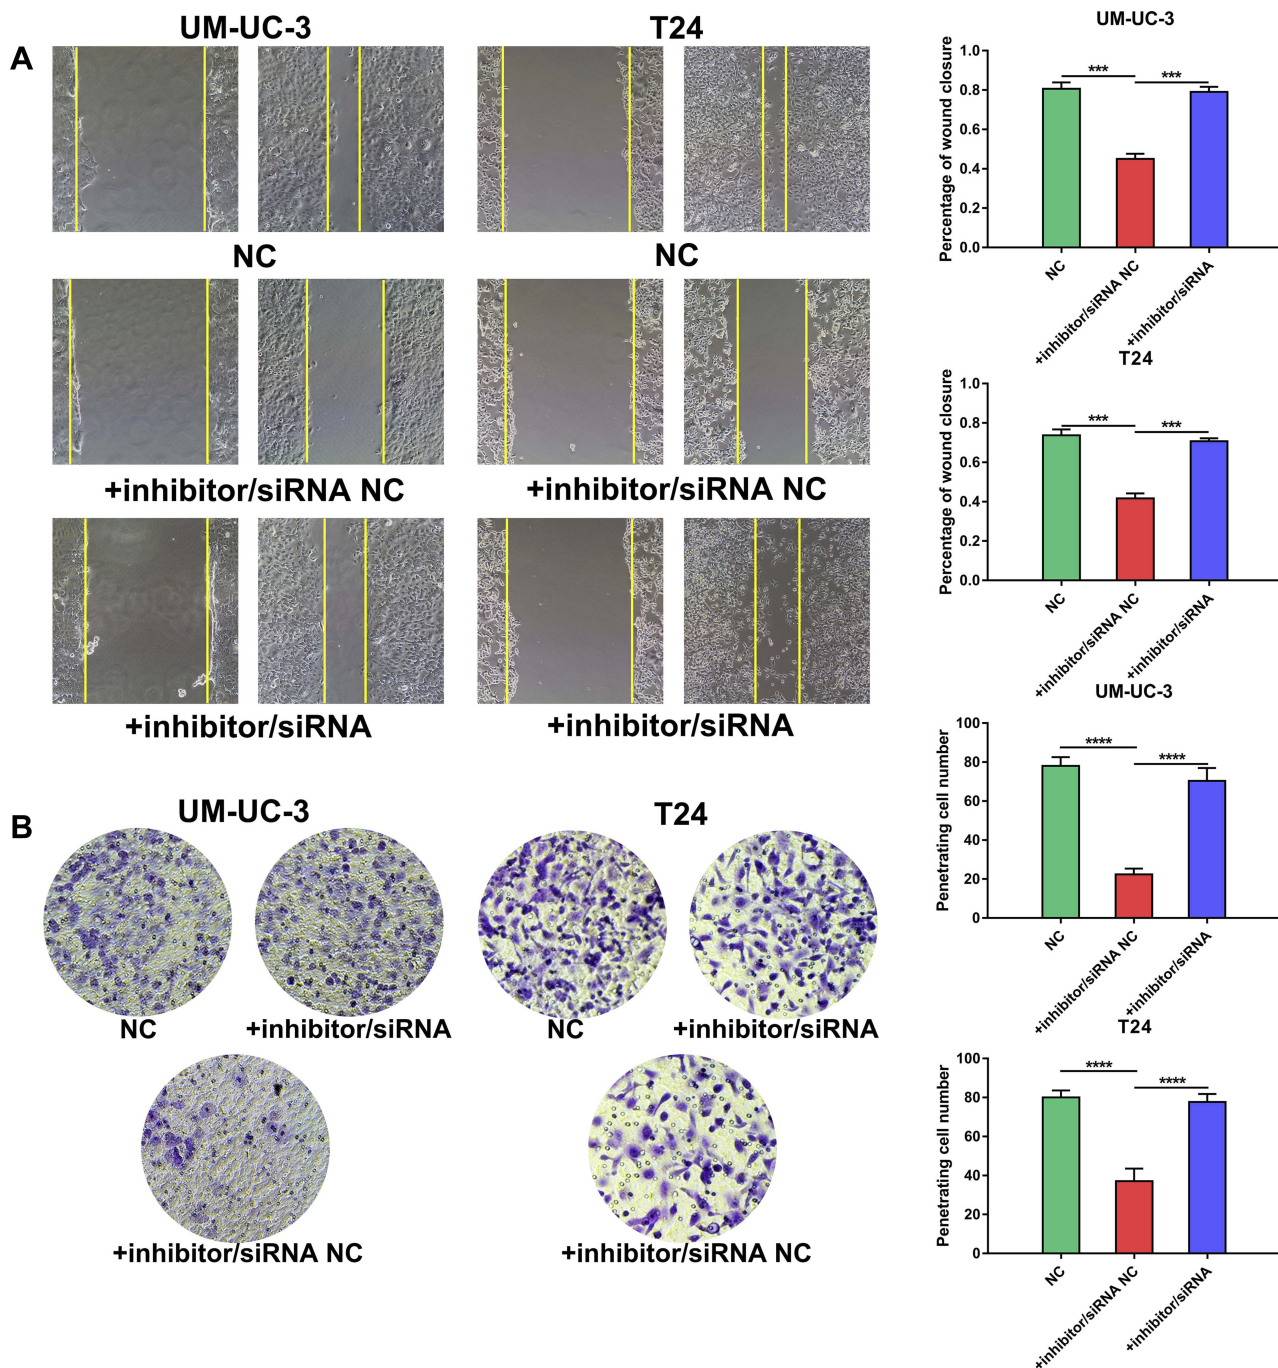 A
UM-UC-3
T24
NC
NC
+inhibitor/siRNA NC
+inhibitor/siRNA NC
+inhibitor/siRNA
+inhibitor/siRNA
UM-UC-3
Percentage of wound closure
1.0
0.8
0.6
0.4
0.2
0.0
***
***
NC
+inhibitor/siRNA NC
+inhibitor/siRNA
T24
Percentage of wound closure
1.0
0.8
0.6
0.4
0.2
0.0
***
***
NC
+inhibitor/siRNA NC
+inhibitor/siRNA
B
UM-UC-3
T24
NC
+inhibitor/siRNA
NC
+inhibitor/siRNA
+inhibitor/siRNA NC
+inhibitor/siRNA NC
UM-UC-3
Penetrating cell number
100
80
60
40
20
0
****
****
NC
+inhibitor/siRNA NC
+inhibitor/siRNA
T24
Penetrating cell number
100
80
60
40
20
0
****
****
NC
+inhibitor/siRNA NC
+inhibitor/siRNA